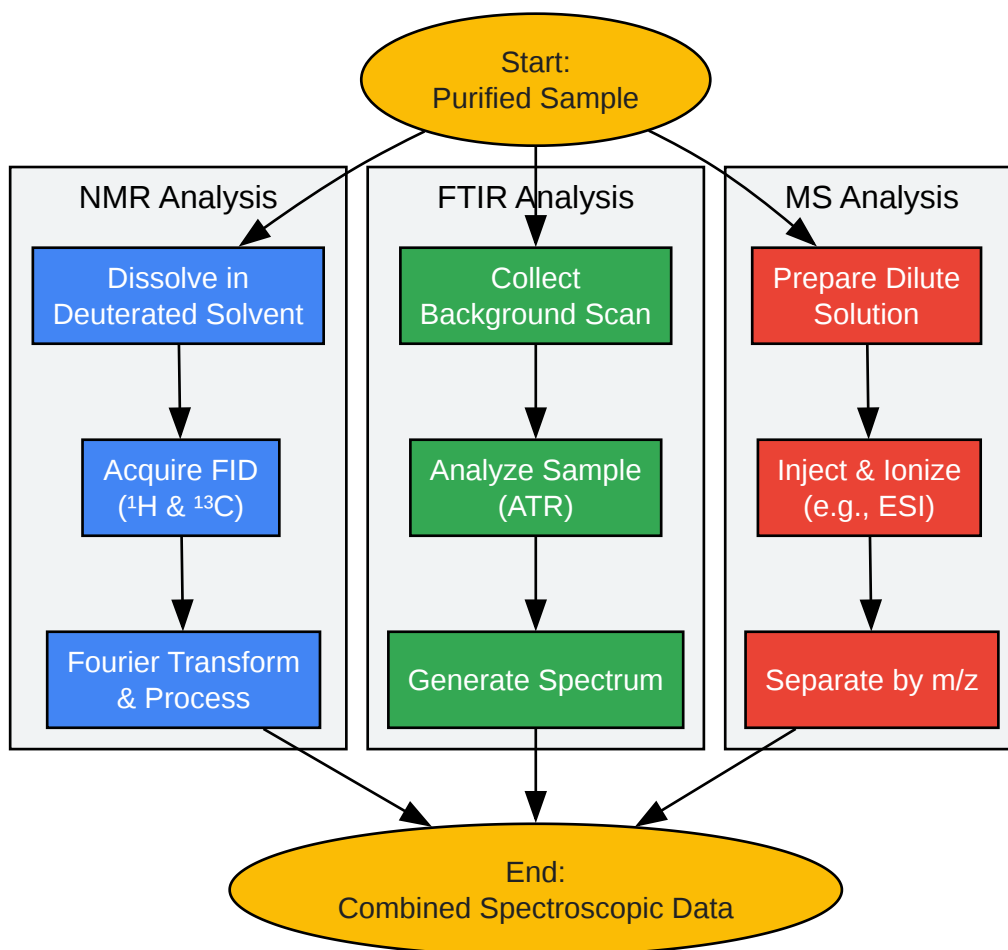 Start:
Purified Sample
NMR Analysis
Dissolve in
Deuterated Solvent
Acquire FID
(¹H & ¹³C)
Fourier Transform
& Process
FTIR Analysis
Collect
Background Scan
Analyze Sample
(ATR)
Generate Spectrum
MS Analysis
Prepare Dilute
Solution
Inject & Ionize
(e.g., ESI)
Separate by m/z
End:
Combined Spectroscopic Data